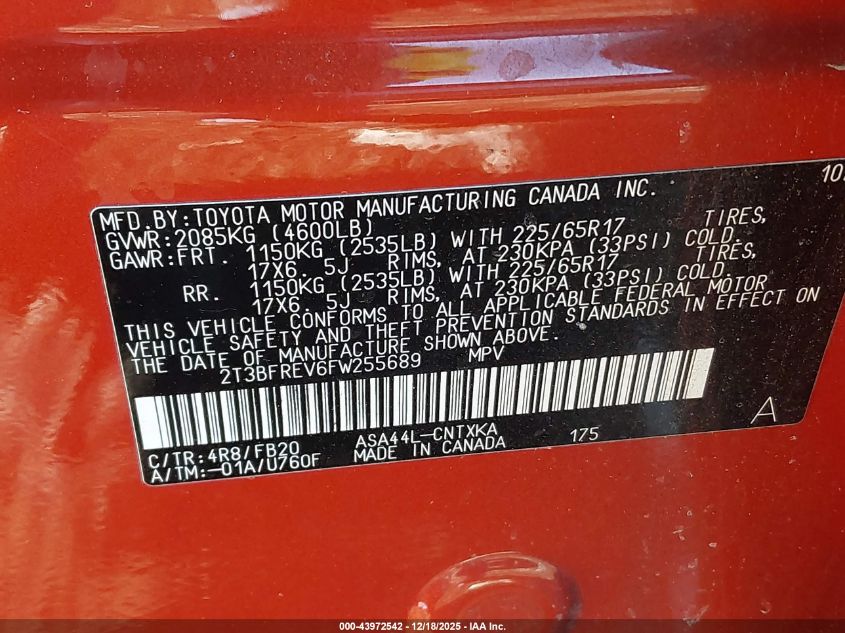 MFD.BY:TOYOTA MOTOR MANUFACTURING CANADA INC. 10
GVWR:2085KG (4600LB)
GAWR:FRT. 1150KG (2535LB) WITH 225/65R17 TIRES,
17X6. 5J RIMS, AT 230KPA (33PSI) COLD.
RR. 1150KG (2535LB) WITH 225/65R17 TIRES,
17X6. 5J RIMS, AT 230KPA (33PSI) COLD.
THIS VEHICLE CONFORMS TO ALL APPLICABLE FEDERAL MOTOR
VEHICLE SAFETY AND THEFT PREVENTION STANDARDS IN EFFECT ON
THE DATE OF MANUFACTURE SHOWN ABOVE.
2T3BFREV6FW255689 MPV
A
C/TR:4R8/FB20 ASA44L-CNTXKA 175
A/TM:-01A/U760F MADE IN CANADA
000-43972542 - 12/18/2025 - IAA Inc.